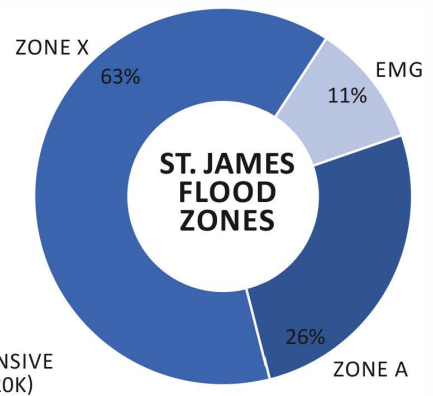 ZONE X
63%
EMG
11%
ST. JAMES
FLOOD
ZONES
26%
ZONE A